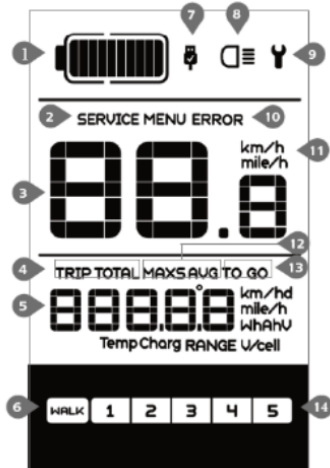 7 8
1 9
2 SERVICE MENU ERROR 10
3 88.8 km/h 11
mile/h
12
4 TRIP TOTAL MAXS AVG TO GO 13
5 888.8.8° km/hd
mile/h
WhAhV
Temp Charg RANGE V/cell
6 WALK 1 2 3 4 5 14